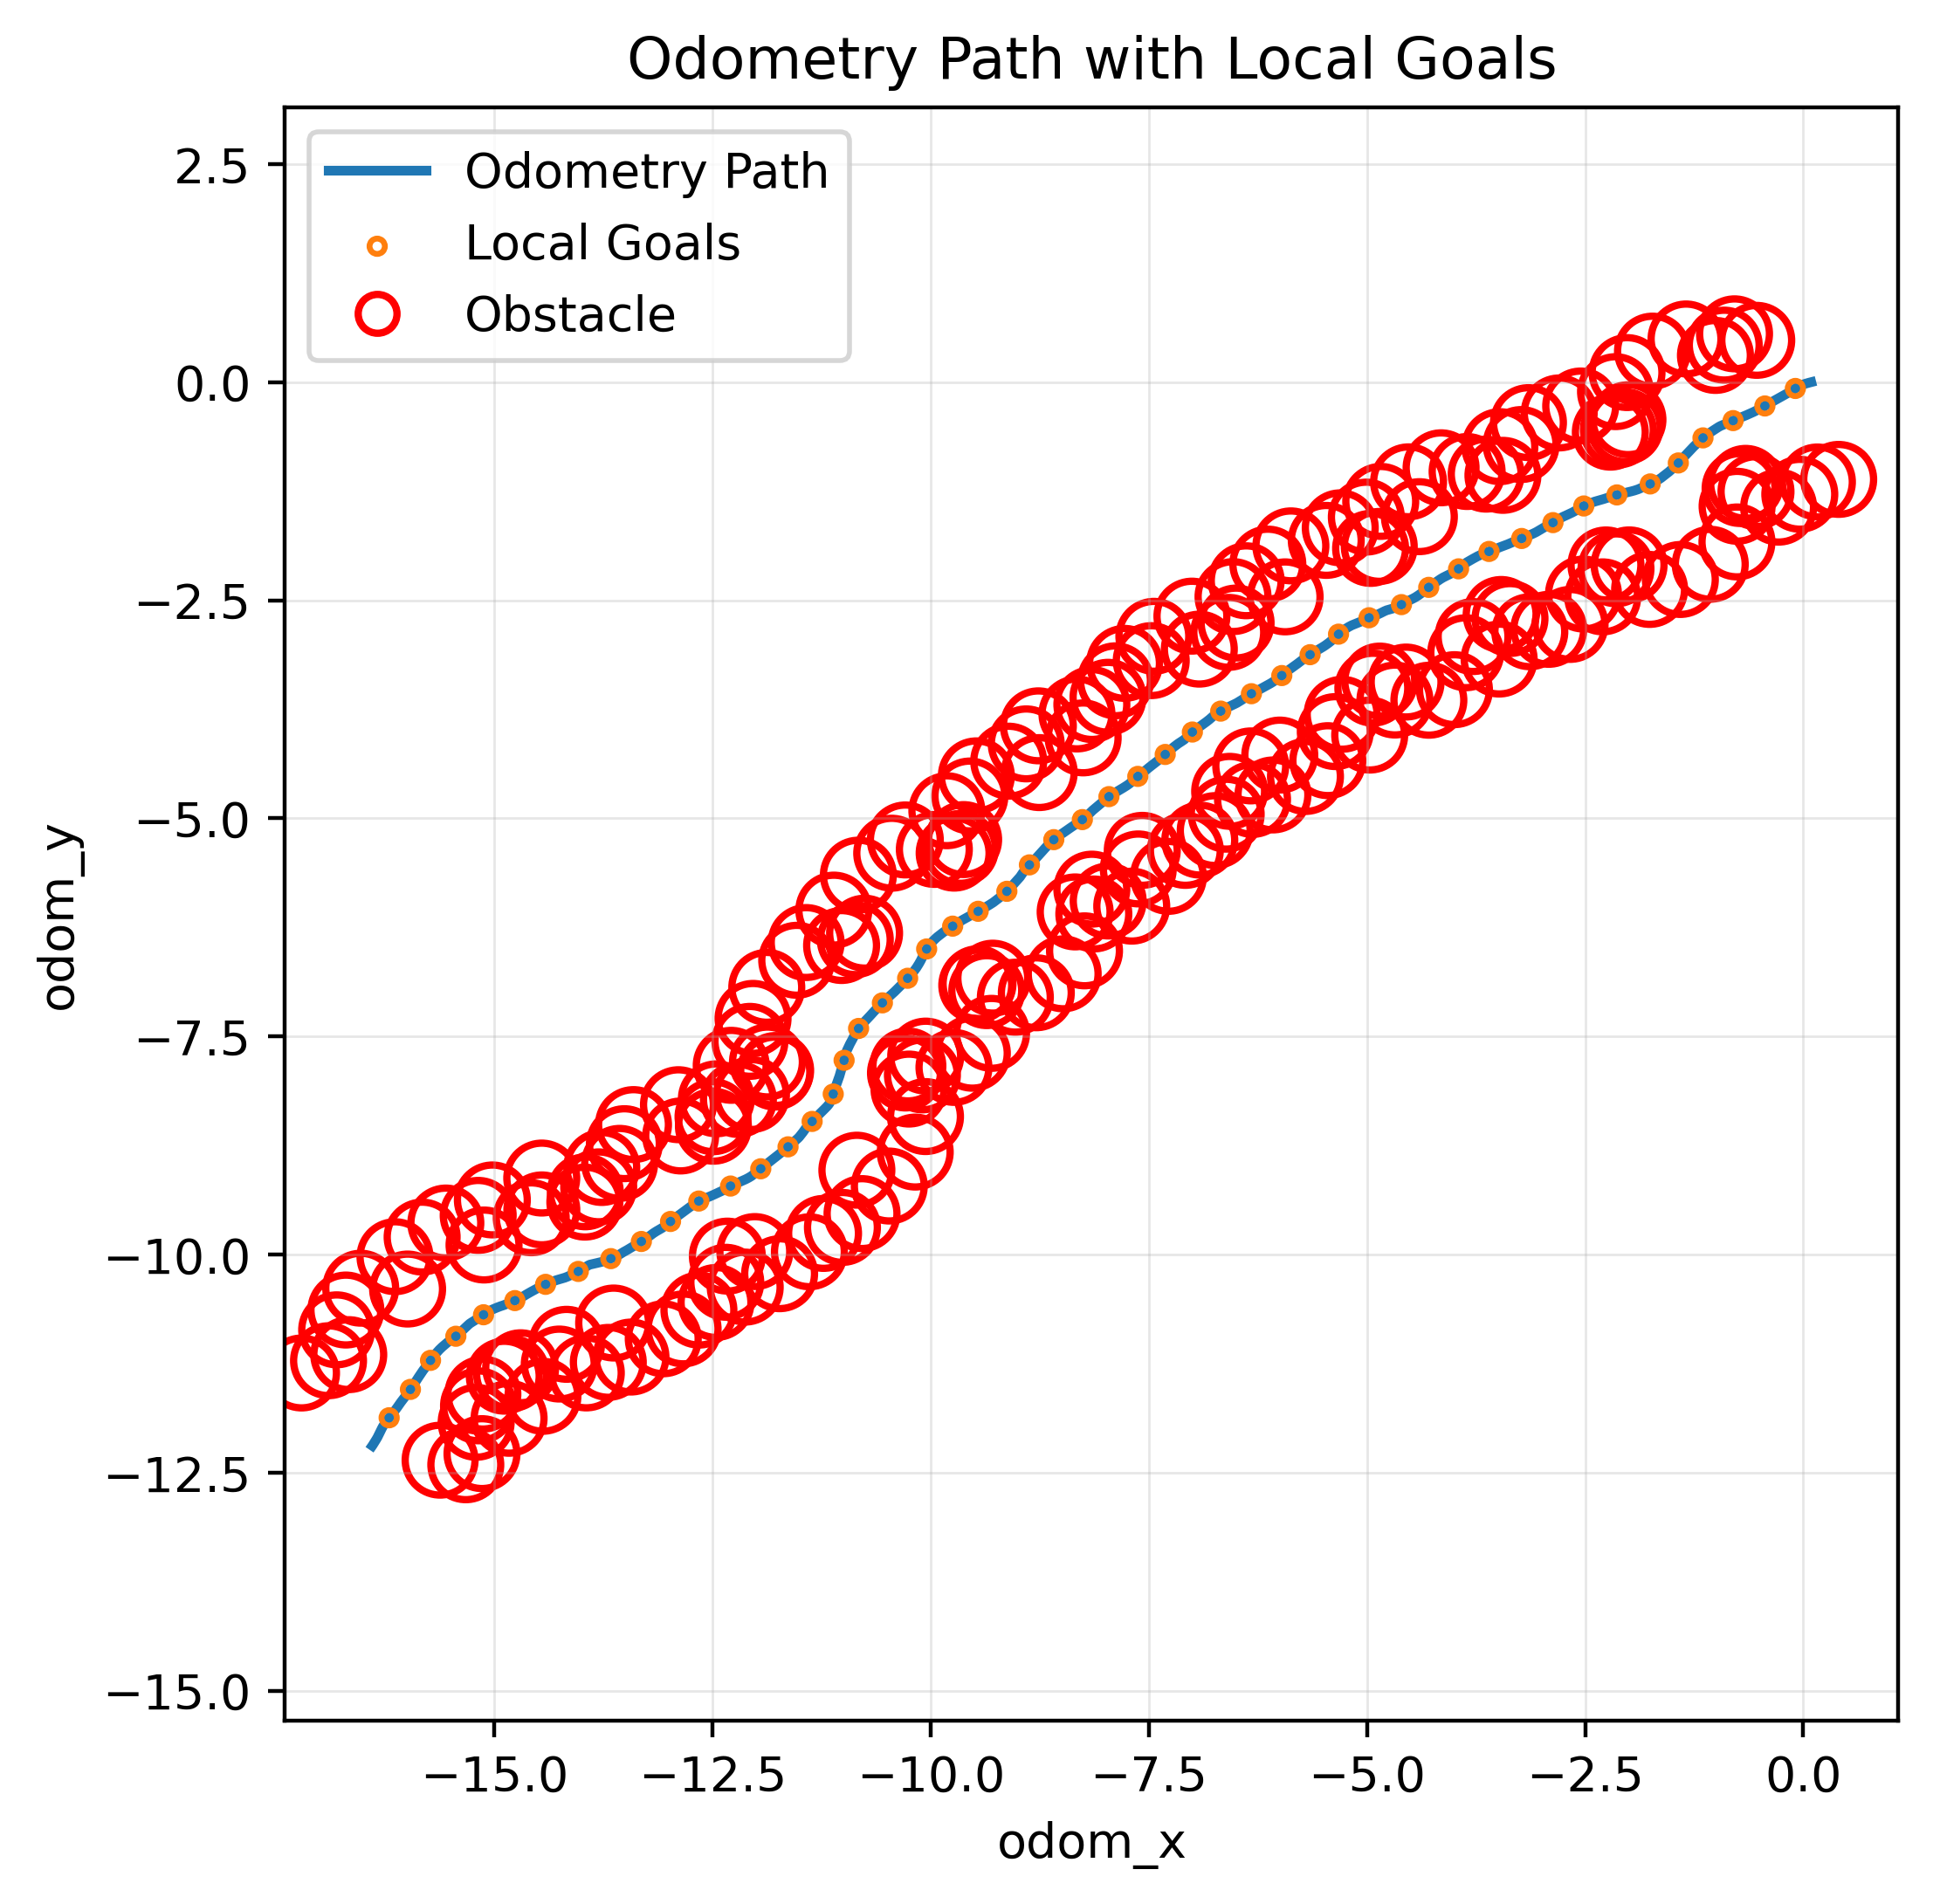 Odometry Path with Local Goals
Odometry Path
Local Goals
Obstacle
2.5
0.0
−2.5
−5.0
−7.5
−10.0
−12.5
−15.0
odom_y
−15.0 −12.5 −10.0 −7.5 −5.0 −2.5 0.0
odom_x